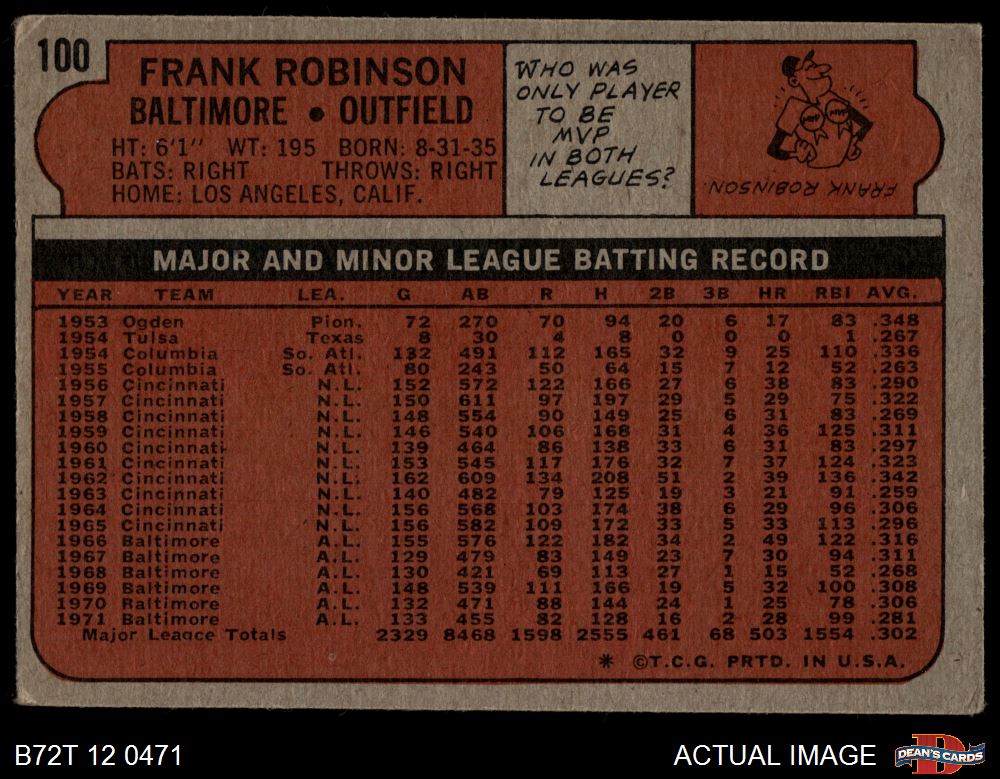 100
FRANK ROBINSON
BALTIMORE • OUTFIELD
HT: 6'1" WT: 195 BORN: 8-31-35
BATS: RIGHT THROWS: RIGHT
HOME: LOS ANGELES, CALIF.
WHO WAS
ONLY PLAYER
TO BE
MVP
IN BOTH
LEAGUES?
MVP MVP
FRANK ROBINSON
MAJOR AND MINOR LEAGUE BATTING RECORD
YEAR TEAM LEA. G AB R H 2B 3B HR RBI AVG.
1953 Ogden Pion. 72 270 70 94 20 6 17 83 .348
1954 Tulsa Texas 8 30 4 8 0 0 0 1 .267
1954 Columbia So. Atl. 132 491 112 165 32 9 25 110 .336
1955 Columbia So. Atl. 80 243 50 64 15 7 12 52 .263
1956 Cincinnati N.L. 152 572 122 166 27 6 38 83 .290
1957 Cincinnati N.L. 150 611 97 197 29 5 29 75 .322
1958 Cincinnati N.L. 148 554 90 149 25 6 31 83 .269
1959 Cincinnati N.L. 146 540 106 168 31 4 36 125 .311
1960 Cincinnati N.L. 139 464 86 138 33 6 31 83 .297
1961 Cincinnati N.L. 153 545 117 176 32 7 37 124 .323
1962 Cincinnati N.L. 162 609 134 208 51 2 39 136 .342
1963 Cincinnati N.L. 140 482 79 125 19 3 21 91 .259
1964 Cincinnati N.L. 156 568 103 174 38 6 29 96 .306
1965 Cincinnati N.L. 156 582 109 172 33 5 33 113 .296
1966 Baltimore A.L. 155 576 122 182 34 2 49 122 .316
1967 Baltimore A.L. 129 479 83 149 23 7 30 94 .311
1968 Baltimore A.L. 130 421 69 113 27 1 15 52 .268
1969 Baltimore A.L. 148 539 111 166 19 5 32 100 .308
1970 Baltimore A.L. 132 471 88 144 24 1 25 78 .306
1971 Baltimore A.L. 133 455 82 128 16 2 28 99 .281
Major League Totals 2329 8468 1598 2555 461 68 503 1554 .302
* ©T.C.G. PRTD. IN U.S.A.
B72T 12 0471
ACTUAL IMAGE
D
DEAN'S CARDS